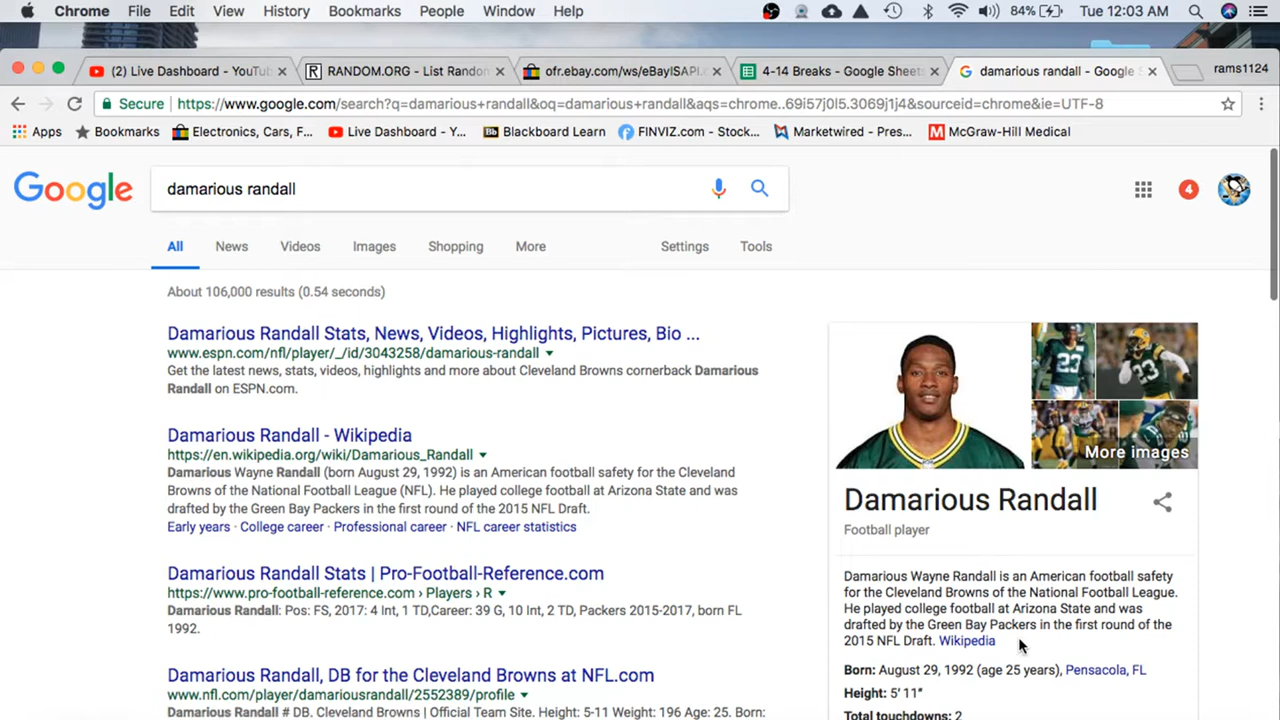 Chrome File Edit View History Bookmarks People Window Help 84% Tue 12:03 AM
(2) Live Dashboard - YouTub RANDOM.ORG - List Random ofr.ebay.com/ws/eBayISAPI. 4-14 Breaks - Google Sheets damarious randall - Google S rams1124
Secure https://www.google.com/search?q=damarious+randall&oq=damarious+randall&aqs=chrome..69i57j0l5.3069j1j4&sourceid=chrome&ie=UTF-8
Apps Bookmarks Electronics, Cars, F... Live Dashboard - Y... Bb Blackboard Learn FINVIZ.com - Stock... Marketwired - Pres... M McGraw-Hill Medical
Google damarious randall 4
All News Videos Images Shopping More Settings Tools
About 106,000 results (0.54 seconds)
Damarious Randall Stats, News, Videos, Highlights, Pictures, Bio ...
www.espn.com/nfl/player/_/id/3043258/damarious-randall
Get the latest news, stats, videos, highlights and more about Cleveland Browns cornerback Damarious
Randall on ESPN.com.
Damarious Randall - Wikipedia
https://en.wikipedia.org/wiki/Damarious_Randall
Damarious Wayne Randall (born August 29, 1992) is an American football safety for the Cleveland
Browns of the National Football League (NFL). He played college football at Arizona State and was
drafted by the Green Bay Packers in the first round of the 2015 NFL Draft.
Early years · College career · Professional career · NFL career statistics
Damarious Randall Stats | Pro-Football-Reference.com
https://www.pro-football-reference.com › Players › R
Damarious Randall: Pos: FS, 2017: 4 Int, 1 TD,Career: 39 G, 10 Int, 2 TD, Packers 2015-2017, born FL
1992.
Damarious Randall, DB for the Cleveland Browns at NFL.com
www.nfl.com/player/damariousrandall/2552389/profile
Damarious Randall # DB. Cleveland Browns | Official Team Site. Height: 5-11 Weight: 196 Age: 25. Born:
23
23
More images
Damarious Randall
Football player
Damarious Wayne Randall is an American football safety
for the Cleveland Browns of the National Football League.
He played college football at Arizona State and was
drafted by the Green Bay Packers in the first round of the
2015 NFL Draft. Wikipedia
Born: August 29, 1992 (age 25 years), Pensacola, FL
Height: 5′ 11″
Total touchdowns: 2